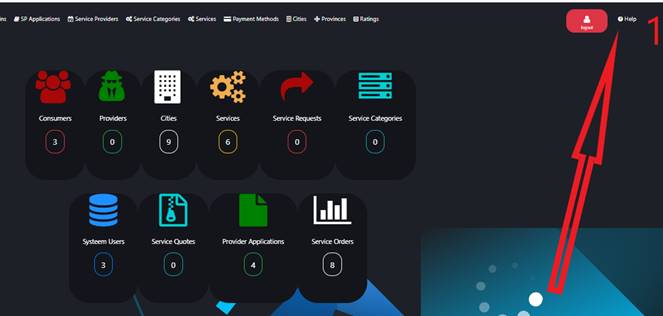 ins SP Applications Service Providers Service Categories Services Payment Methods Cities Provinces Ratings Help
logout
1
Consumers Providers Cities Services Service Requests Service Categories
3 0 9 6 0 0
Systeem Users Service Quotes Provider Applications Service Orders
3 0 4 8